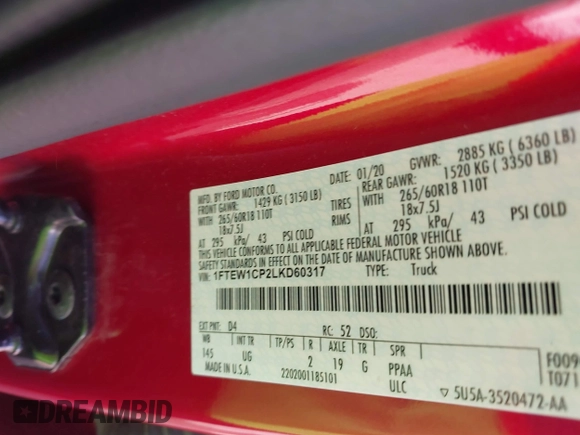 MFD. BY FORD MOTOR CO.
DATE: 01/20 GVWR: 2885 KG ( 6360 LB)
FRONT GAWR: 1429 KG ( 3150 LB) REAR GAWR: 1520 KG ( 3350 LB)
WITH 265/60R18 110T TIRES WITH 265/60R18 110T
18x7.5J RIMS 18x7.5J
AT 295 kPa/ 43 PSI COLD AT 295 kPa/ 43 PSI COLD
THIS VEHICLE CONFORMS TO ALL APPLICABLE FEDERAL MOTOR VEHICLE
SAFETY STANDARDS IN EFFECT ON THE DATE OF MANUFACTURE SHOWN ABOVE.
VIN: 1FTEW1CP2LKD60317 TYPE: Truck
EXT PNT: D4 RC: 52 DSO:
WB INT TR TP/PS R AXLE TR SPR
145 UG 2 19 G PPAA
MADE IN U.S.A. 2202001185101 ULC
F009
T071
5U5A-3520472-AA
DREAMBID